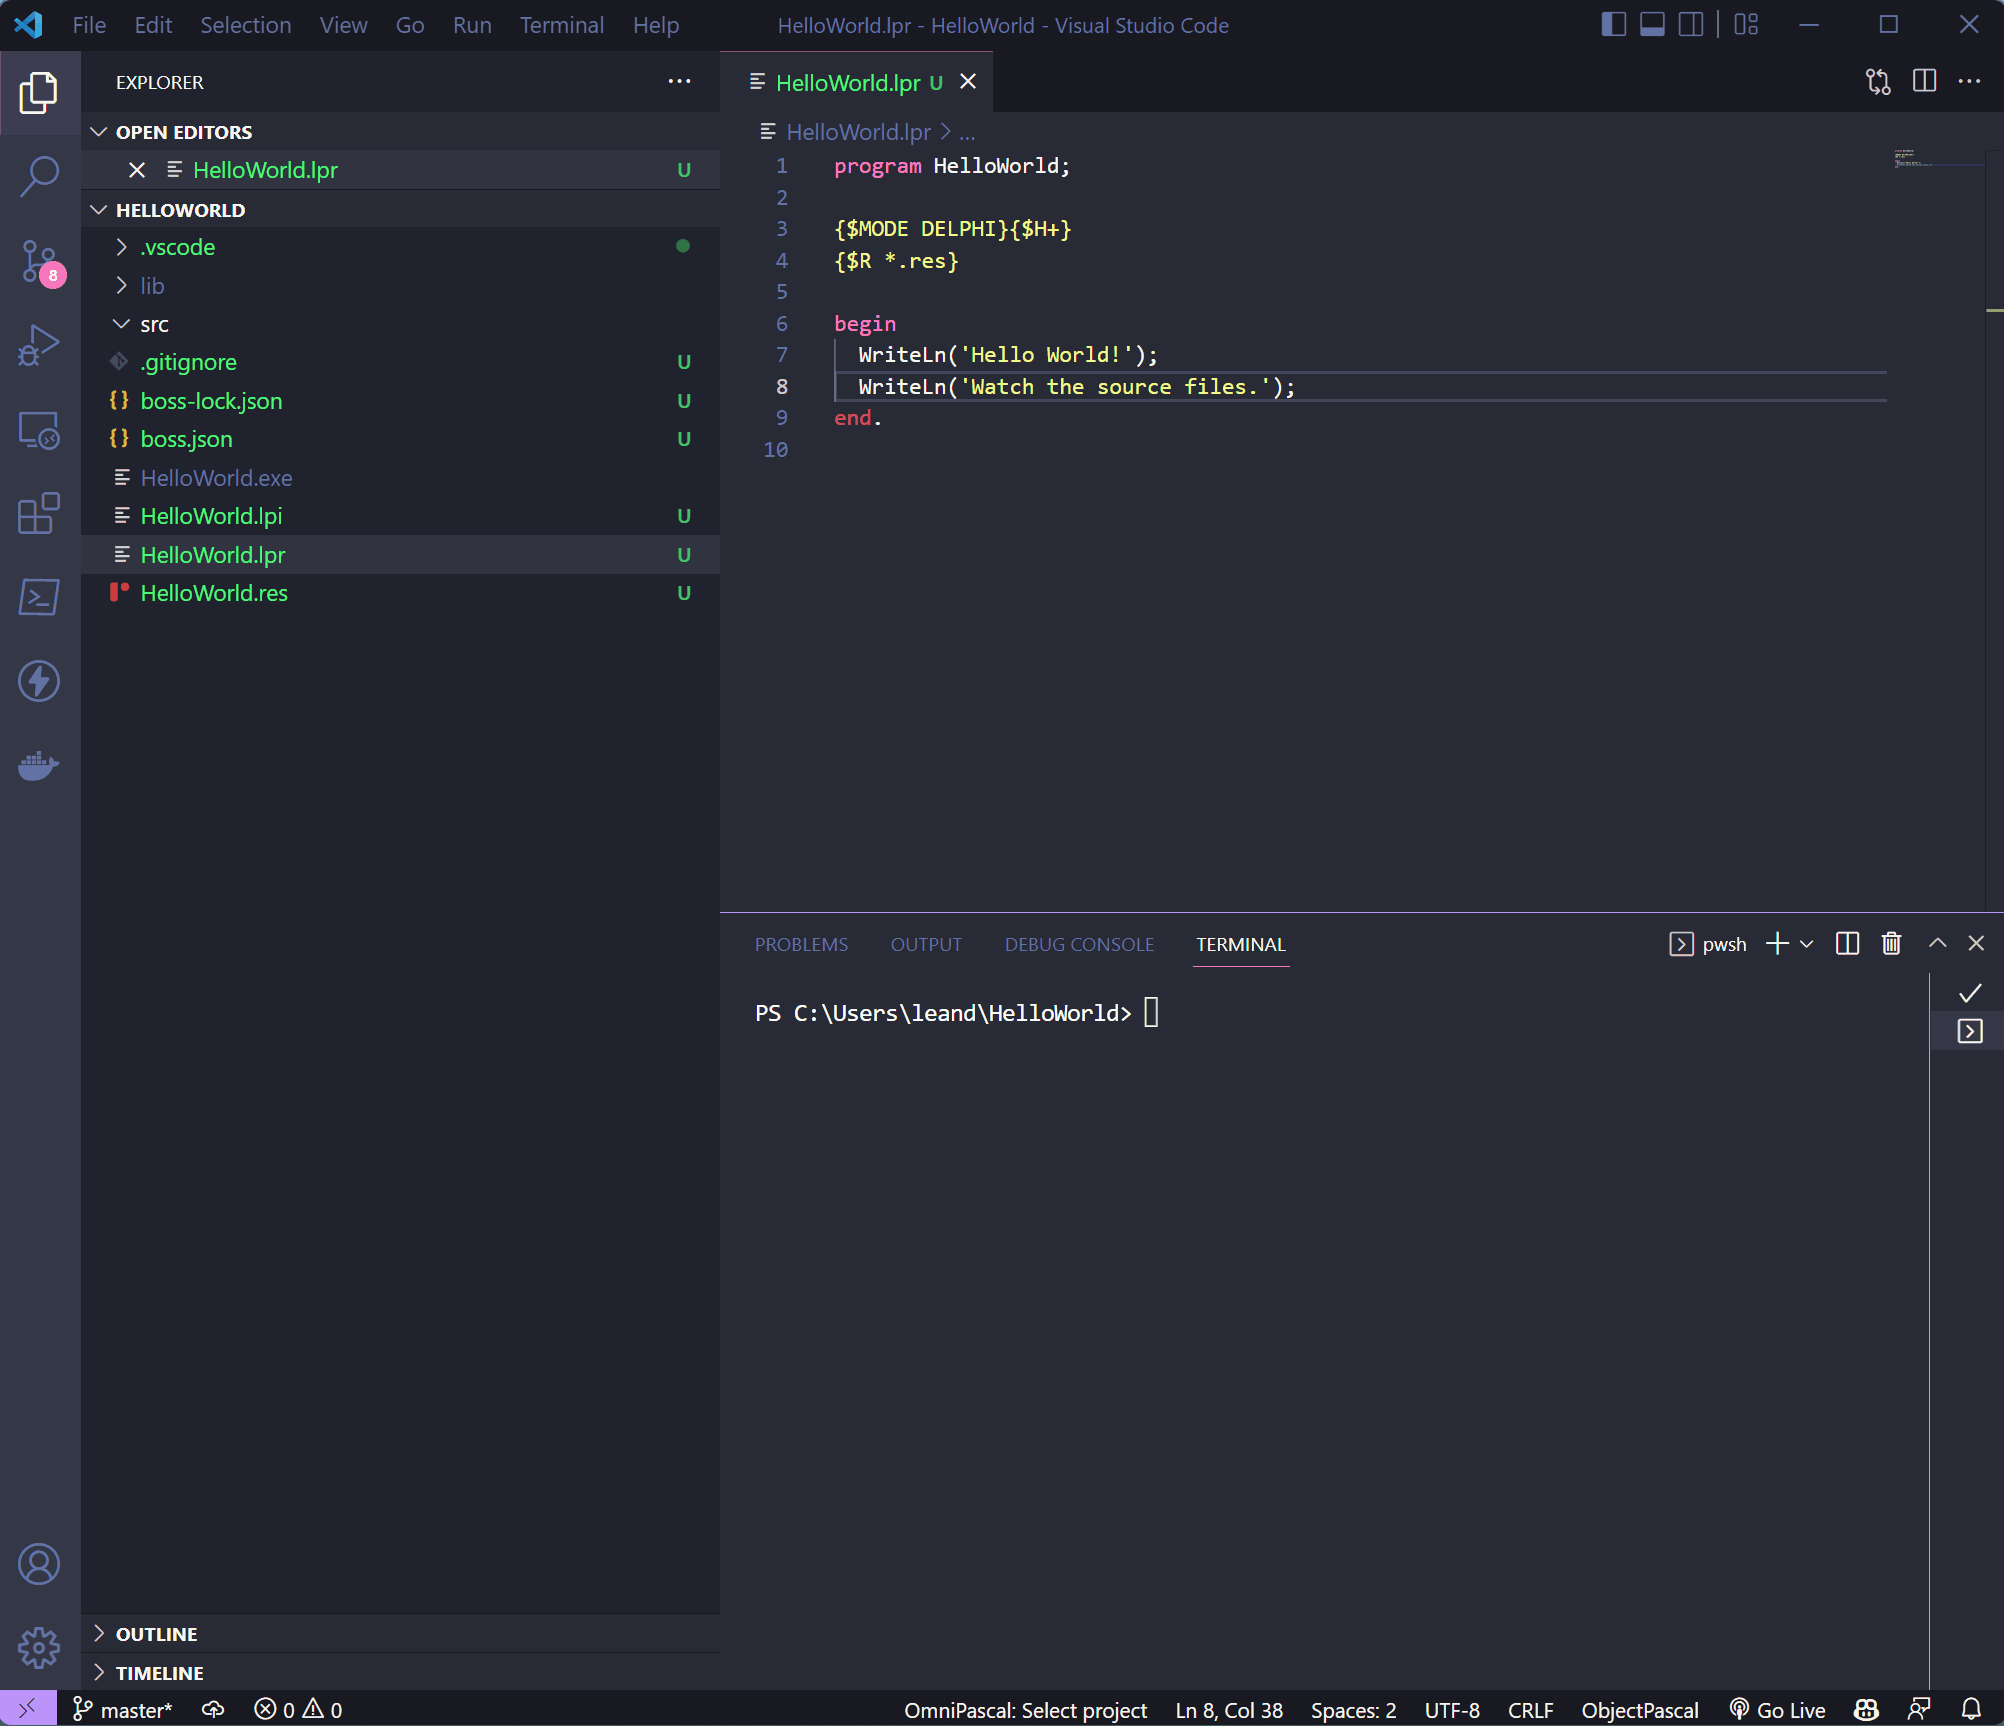 File Edit Selection View Go Run Terminal Help HelloWorld.lpr - HelloWorld - Visual Studio Code
EXPLORER
OPEN EDITORS
HelloWorld.lpr U
HELLOWORLD
.vscode
lib
src
.gitignore U
boss-lock.json U
boss.json U
HelloWorld.exe
HelloWorld.lpi U
HelloWorld.lpr U
HelloWorld.res U
8
OUTLINE
TIMELINE
HelloWorld.lpr U
HelloWorld.lpr > ...
1 program HelloWorld;
2
3 {$MODE DELPHI}{$H+}
4 {$R *.res}
5
6 begin
7 WriteLn('Hello World!');
8 WriteLn('Watch the source files.');
9 end.
10
PROBLEMS OUTPUT DEBUG CONSOLE TERMINAL pwsh
PS C:\Users\leand\HelloWorld>
master* 0 0 OmniPascal: Select project Ln 8, Col 38 Spaces: 2 UTF-8 CRLF ObjectPascal Go Live